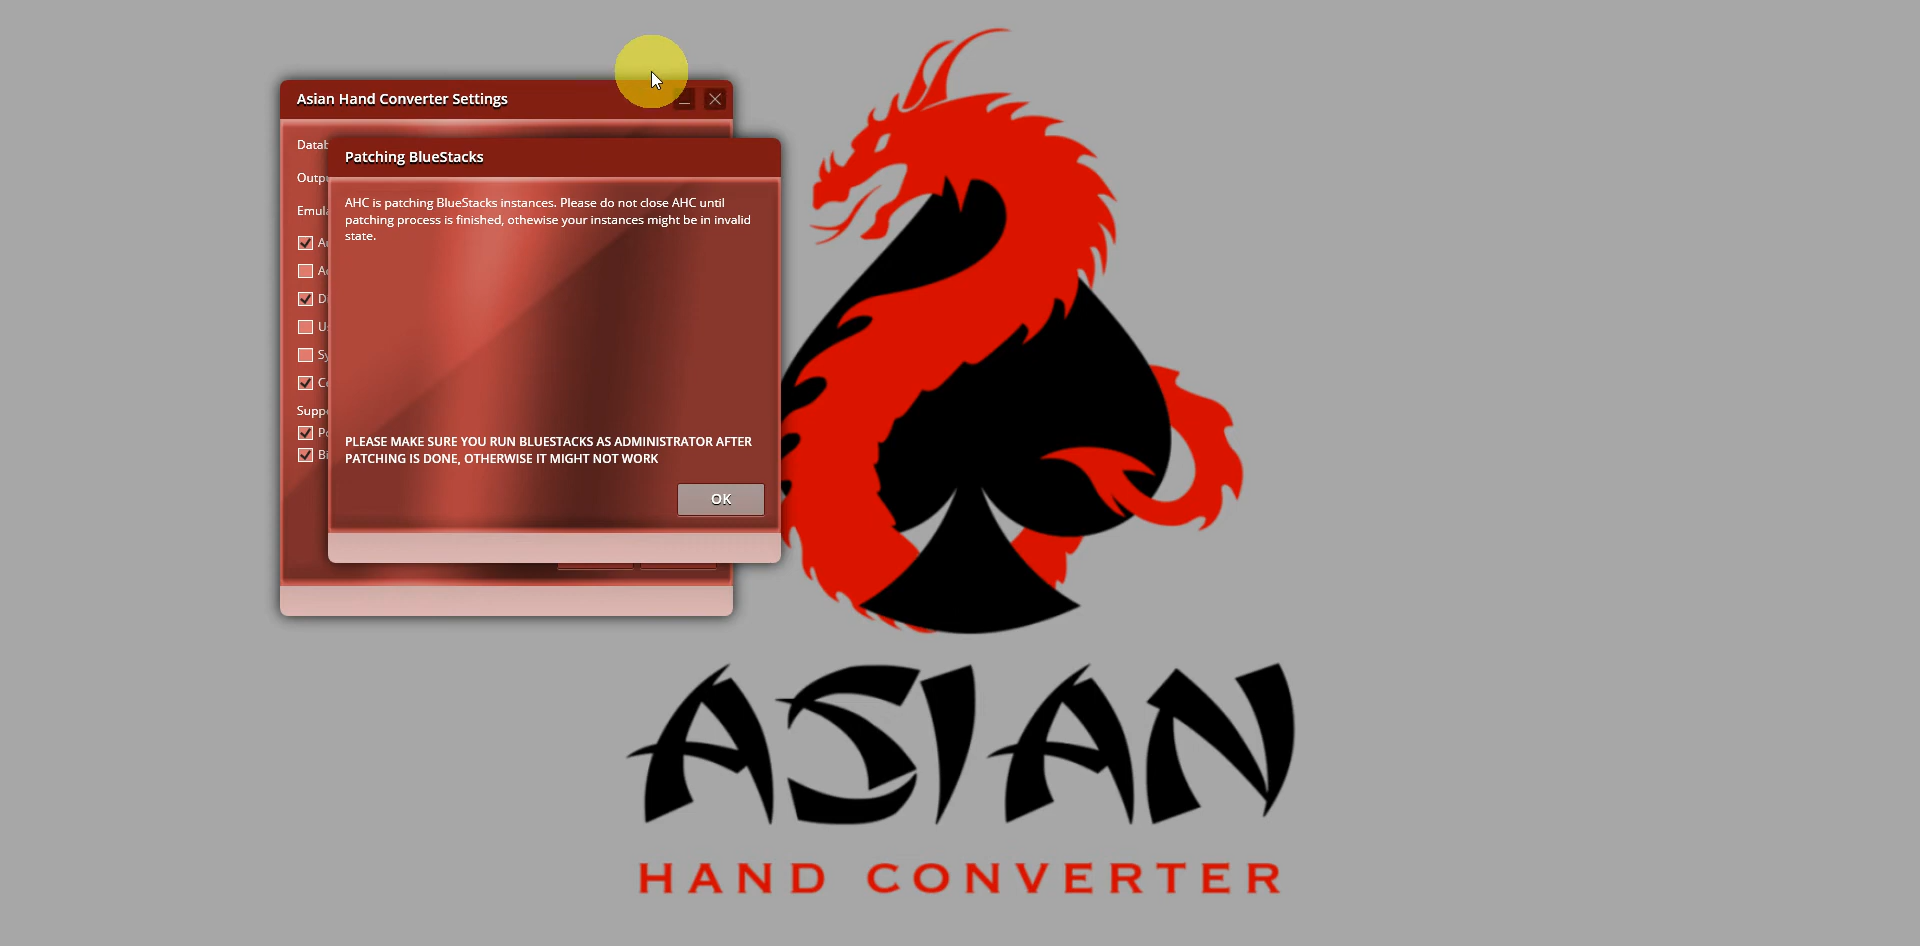 Asian Hand Converter Settings
Patching BlueStacks
AHC is patching BlueStacks instances. Please do not close AHC until
patching process is finished, othewise your instances might be in invalid
state.
PLEASE MAKE SURE YOU RUN BLUESTACKS AS ADMINISTRATOR AFTER
PATCHING IS DONE, OTHERWISE IT MIGHT NOT WORK
OK
ASIAN
HAND CONVERTER